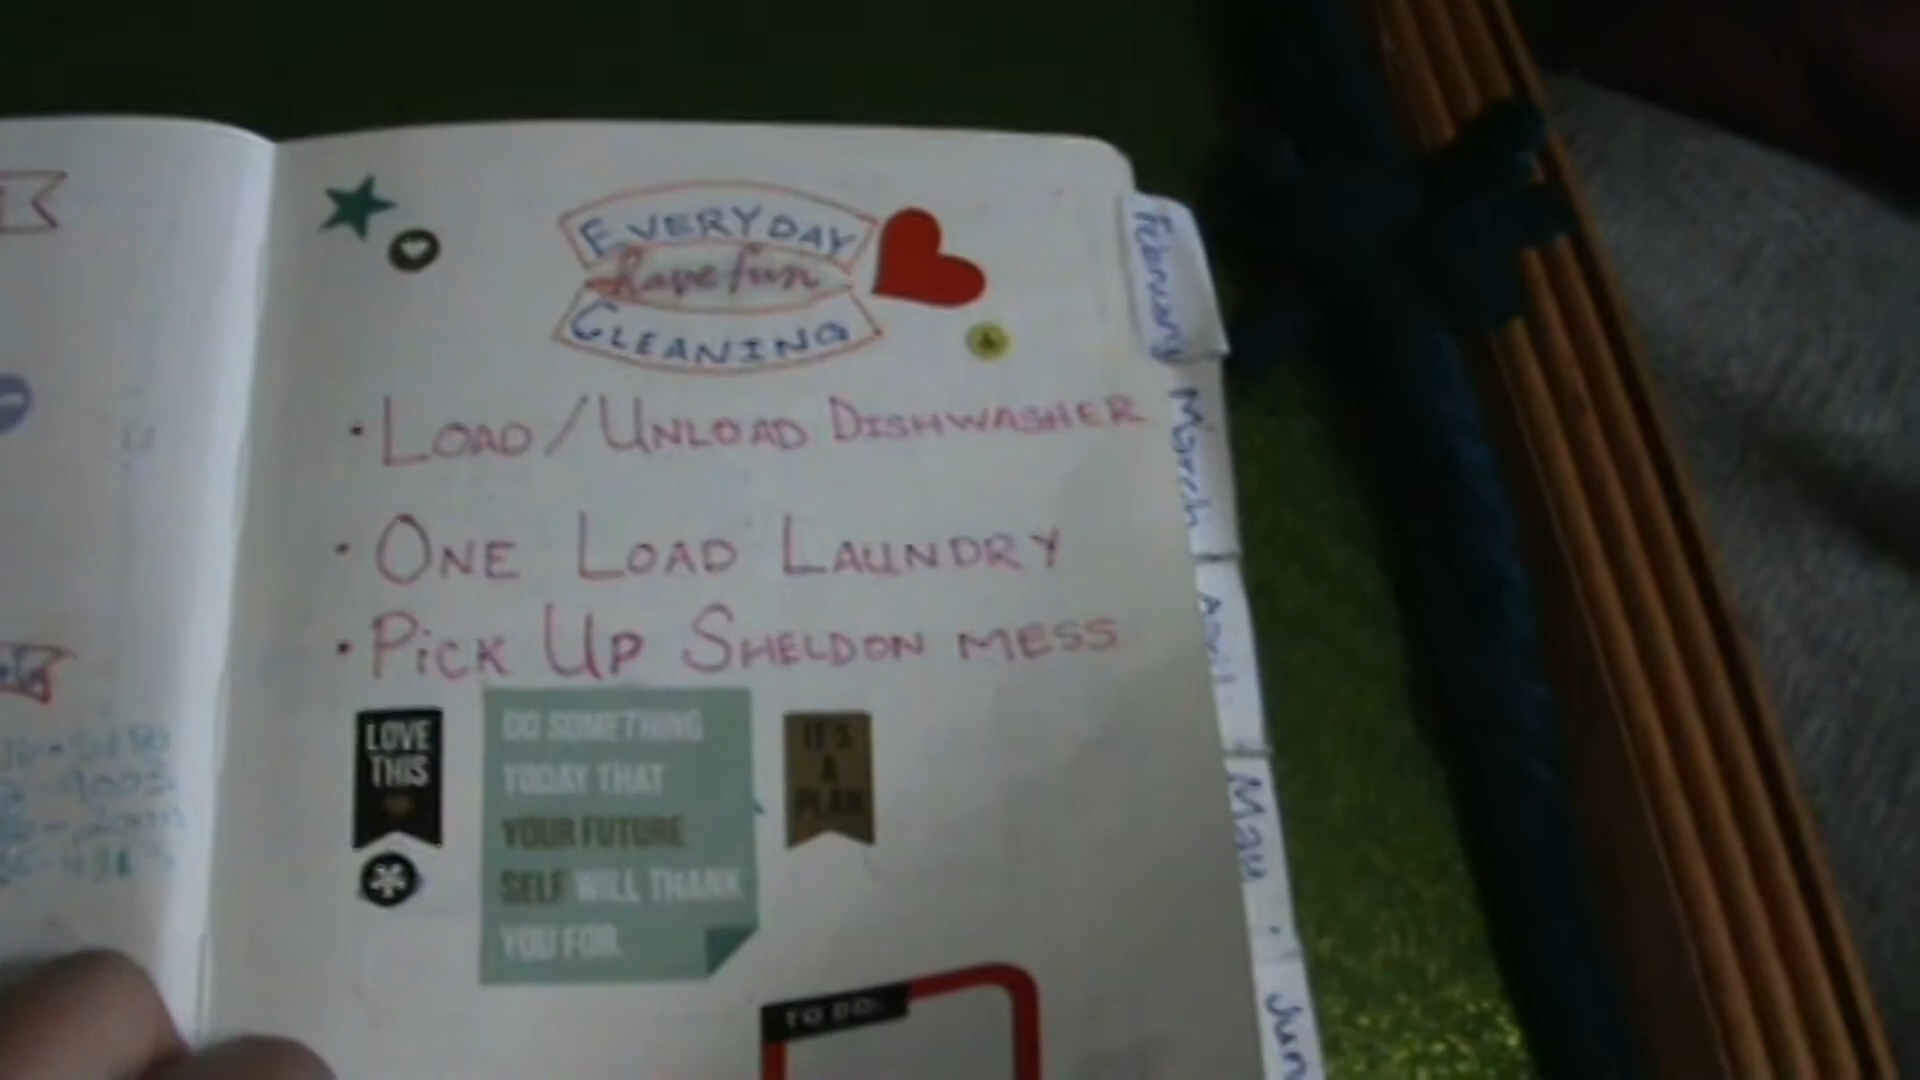 EVERYDAY
have fun
CLEANING
• LOAD/UNLOAD DISHWASHER
• ONE LOAD LAUNDRY
• PiCK UP SHELDON MESS
LOVE
THIS
DO SOMETHING
TODAY THAT
YOUR FUTURE
SELF WILL THANK
YOU FOR.
IT'S
A
PLAN
TO DO:
February
March
April
May
Jun